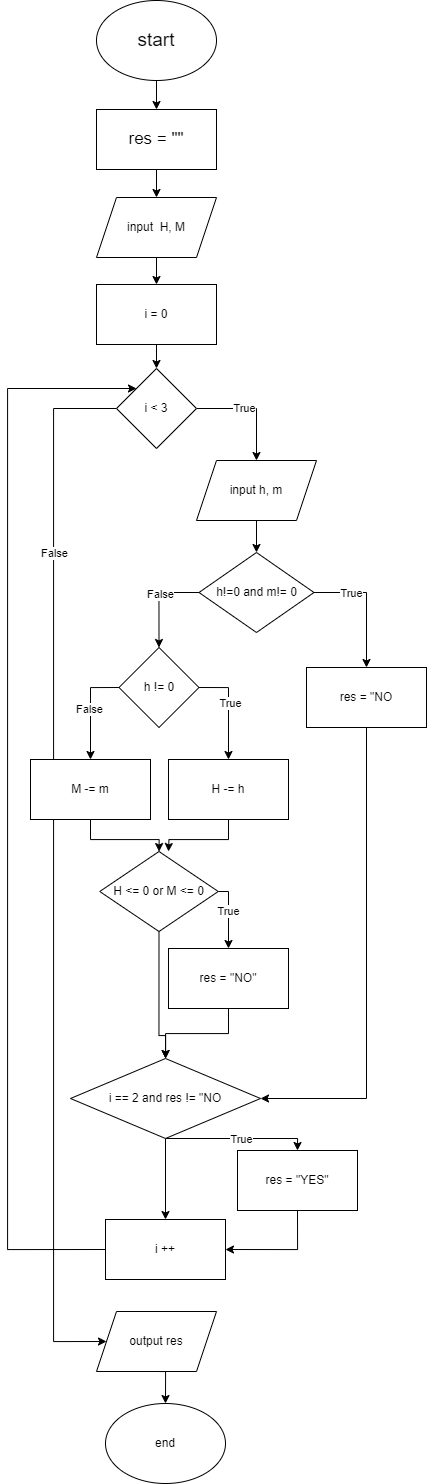 start
res = ""
input  H, M
i = 0
i < 3
True
input h, m
False
h!=0 and m!= 0
False
True
h != 0
res = "NO
False
True
M -= m
H -= h
H <= 0 or M <= 0
True
res = "NO"
i == 2 and res != "NO
True
res = "YES"
i ++
output res
end